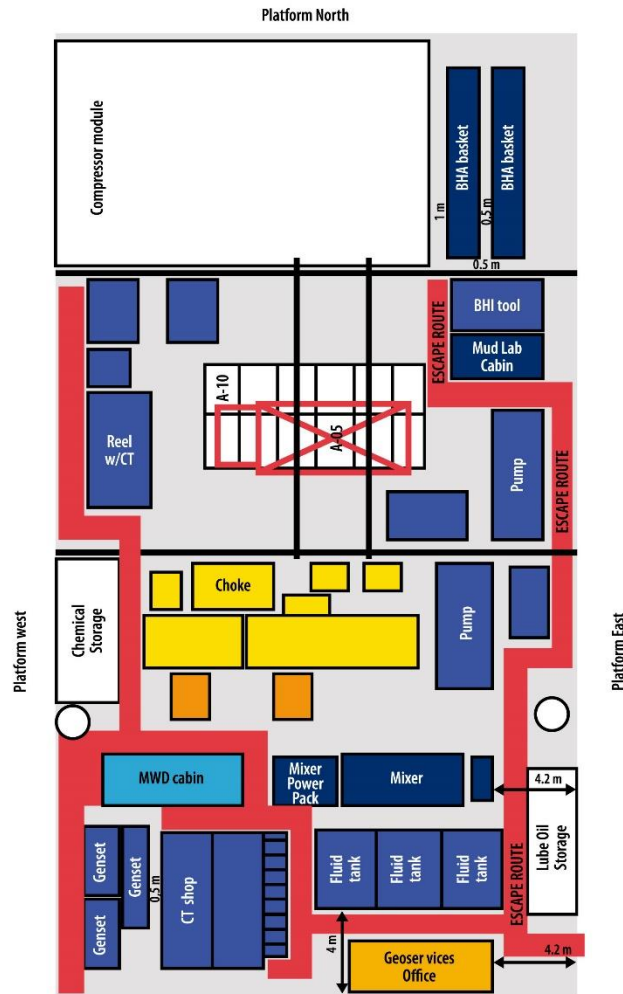 Platform North
Compressor module
BHA basket
BHA basket
1 m
0.5 m
0.5 m
ESCAPE ROUTE
BHI tool
Mud Lab
Cabin
A-10
A-05
Reel
w/CT
Pump
ESCAPE ROUTE
Chemical
Storage
Choke
Pump
Platform west
Platform East
MWD cabin
Mixer
Power
Pack
Mixer
4.2 m
Lube Oil
Storage
Genset
Genset
Genset
0,5 m
CT shop
Fluid
tank
Fluid
tank
Fluid
tank
ESCAPE ROUTE
4 m
Geoser vices
Office
4.2 m